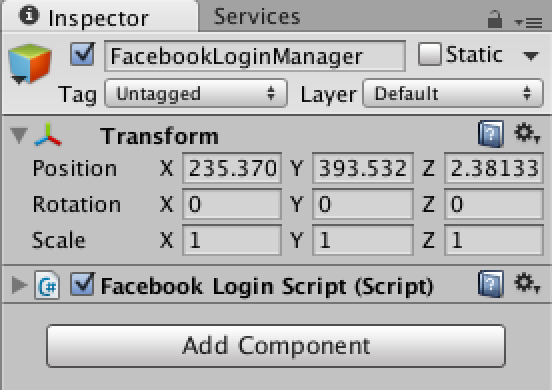 Inspector Services
FacebookLoginManager Static
Tag Untagged Layer Default
Transform
Position X 235.370 Y 393.532 Z 2.38133
Rotation X 0 Y 0 Z 0
Scale X 1 Y 1 Z 1
C# Facebook Login Script (Script)
Add Component